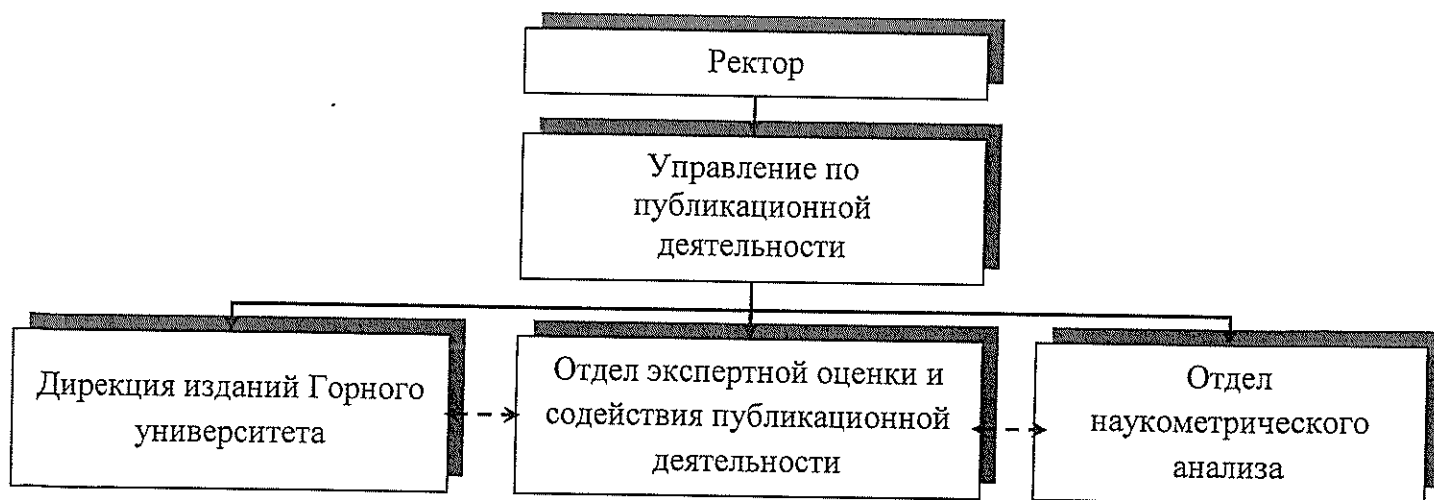 Ректор
Управление по
публикационной
деятельности
Дирекция изданий Горного
университета
Отдел экспертной оценки и
содействия публикационной
деятельности
Отдел
наукометрического
анализа